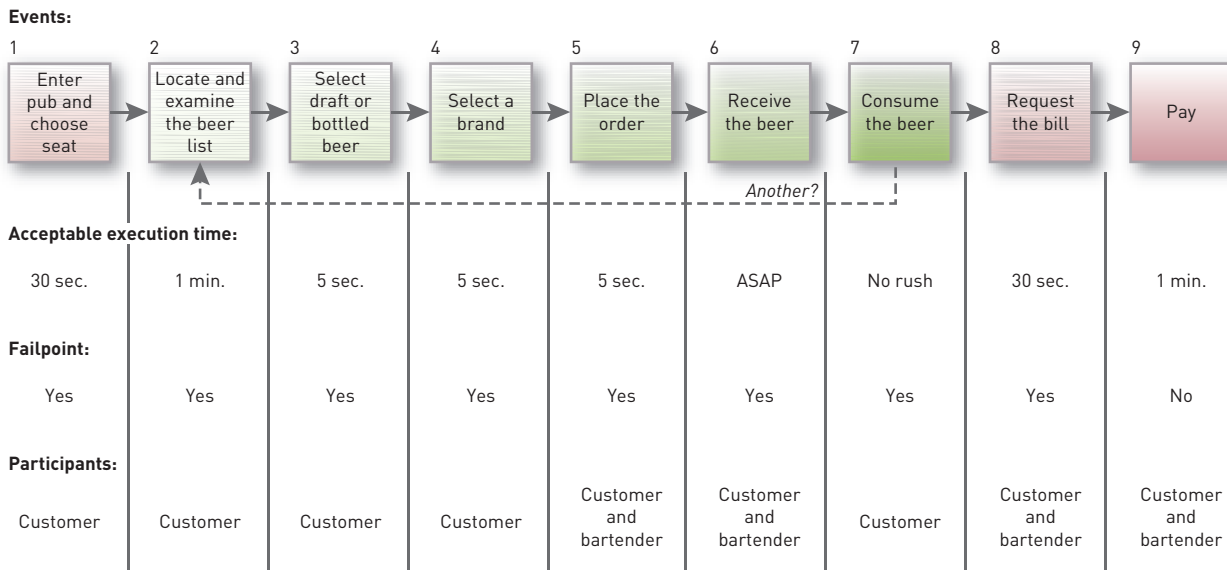 Events:
1 2 3 4 5 6 7 8 9
Enter
pub and
choose
seat
Locate and
examine
the beer
list
Select
draft or
bottled
beer
Select a
brand
Place the
order
Receive
the beer
Consume
the beer
Request
the bill
Pay
Another?
Acceptable execution time:
30 sec. 1 min. 5 sec. 5 sec. 5 sec. ASAP No rush 30 sec. 1 min.
Failpoint:
Yes Yes Yes Yes Yes Yes Yes Yes No
Participants:
Customer
Customer
Customer
Customer
Customer
and
bartender
Customer
and
bartender
Customer
Customer
and
bartender
Customer
and
bartender